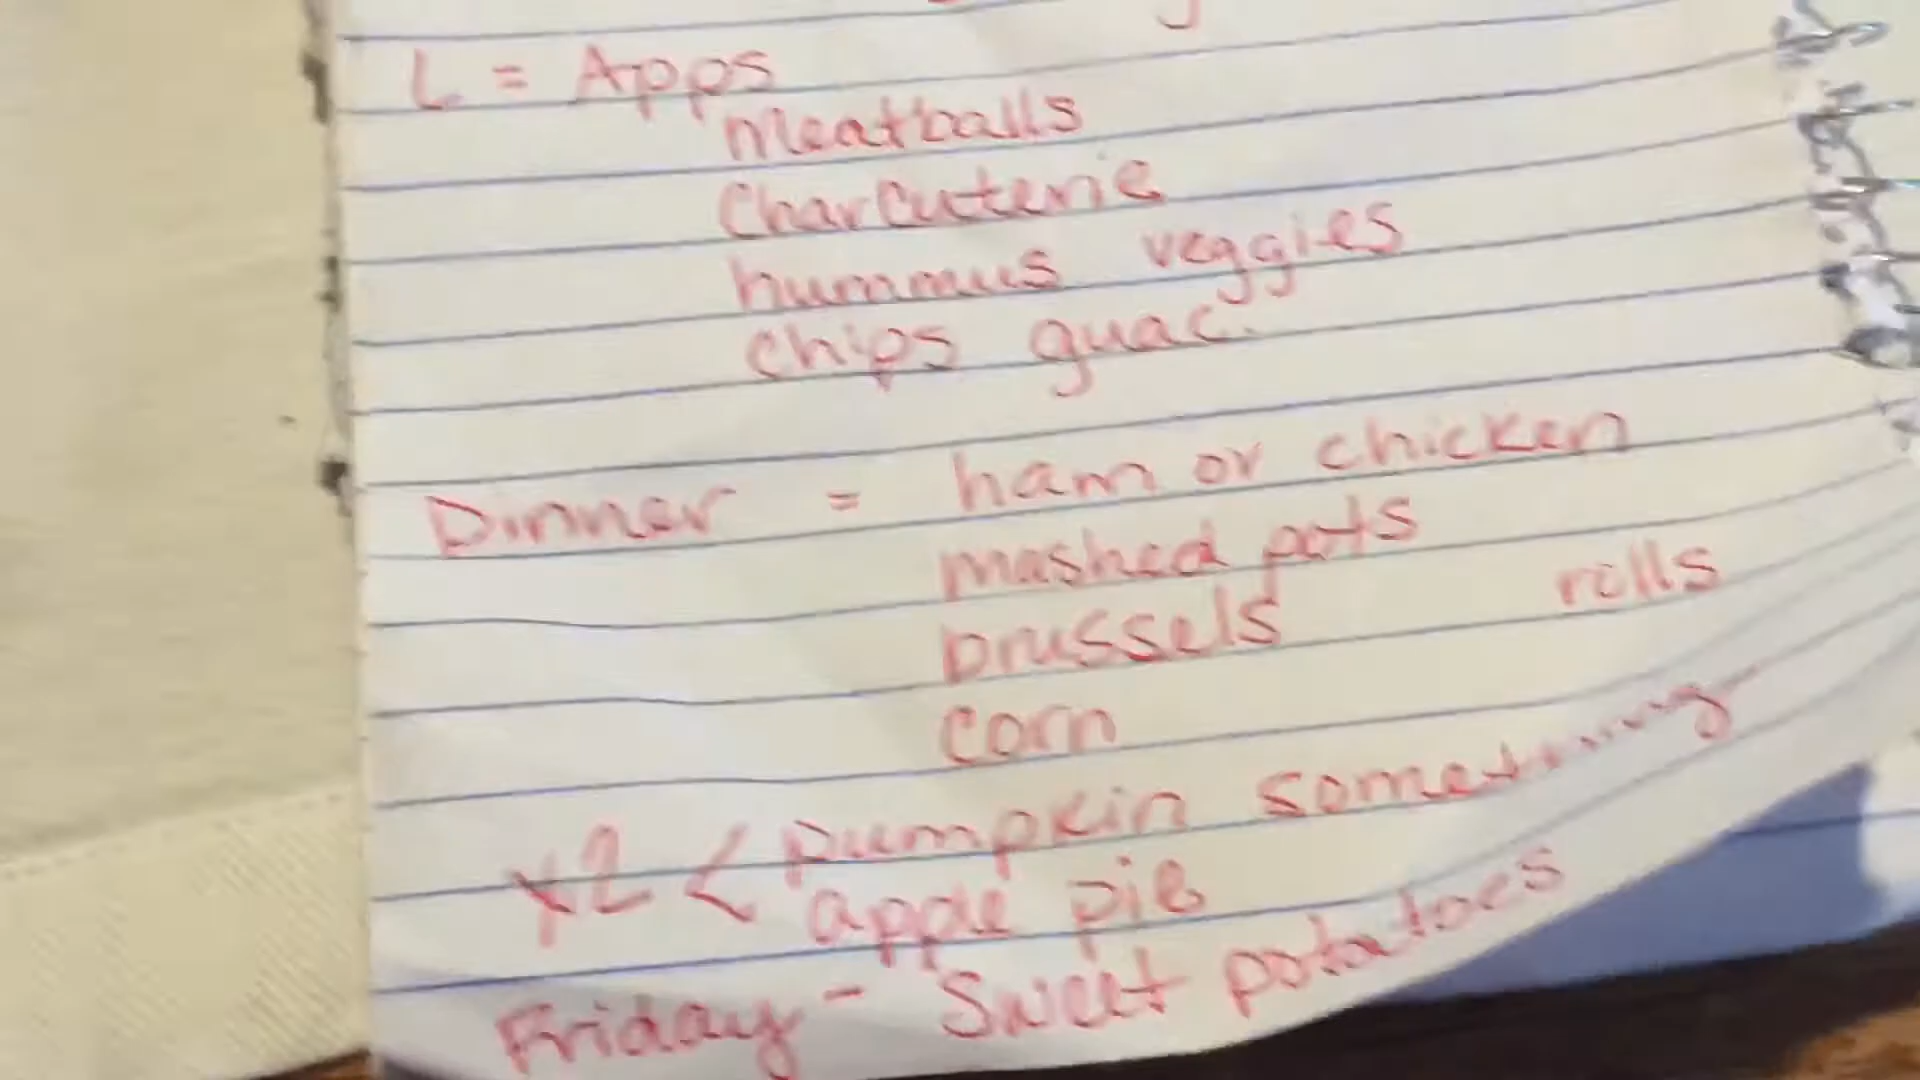 L = Apps
meatballs
Charcuterie
hummus veggies
chips guac.
Dinner = ham or chicken
mashed pots
brussels rolls
corn
x2 < pumpkin something
apple pie
Friday - Sweet potatoes